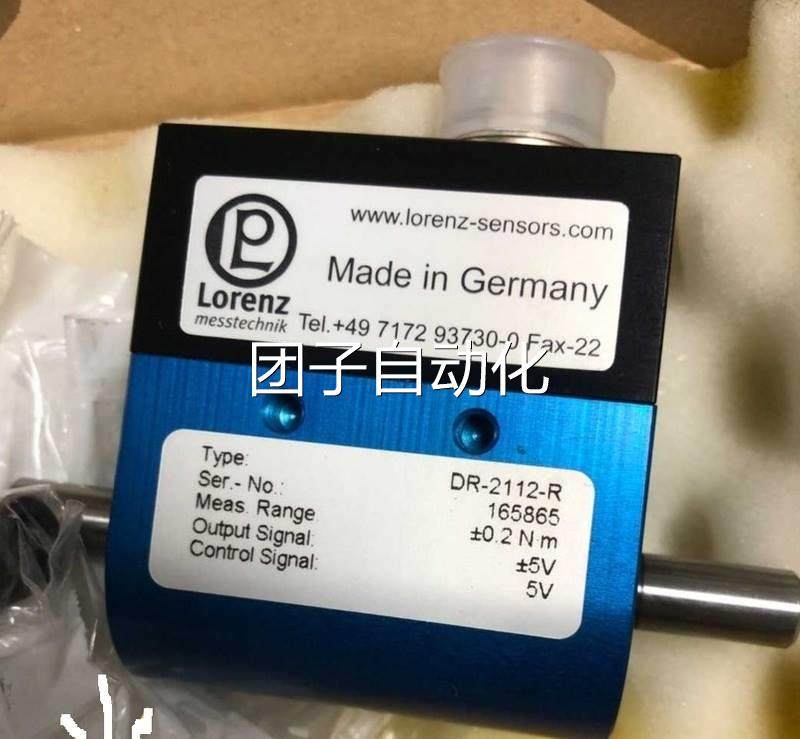 www.lorenz-sensors.com
Made in Germany
Lorenz
messtechnik
Tel.+49 7172 93730-0 Fax-22
团子自动化
Type: DR-2112-R
Ser.- No.: 165865
Meas. Range ±0.2 N·m
Output Signal: ±5V
Control Signal: 5V